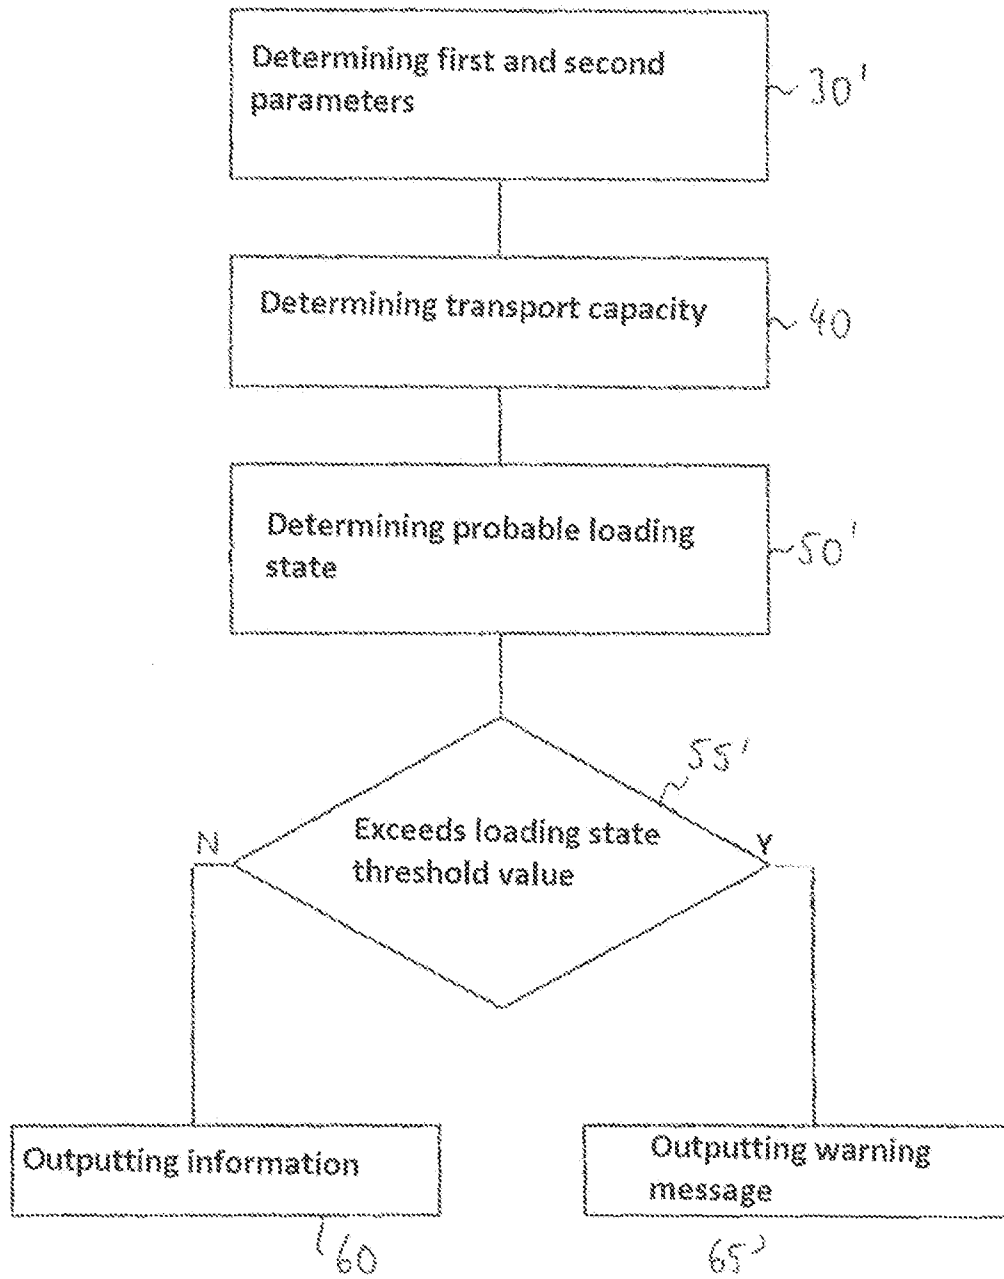 Determining first and second
parameters
30'
Determining transport capacity
40
Determining probable loading
state
50'
55'
N
Exceeds loading state
threshold value
Y
Outputting information
Outputting warning
message
60
65